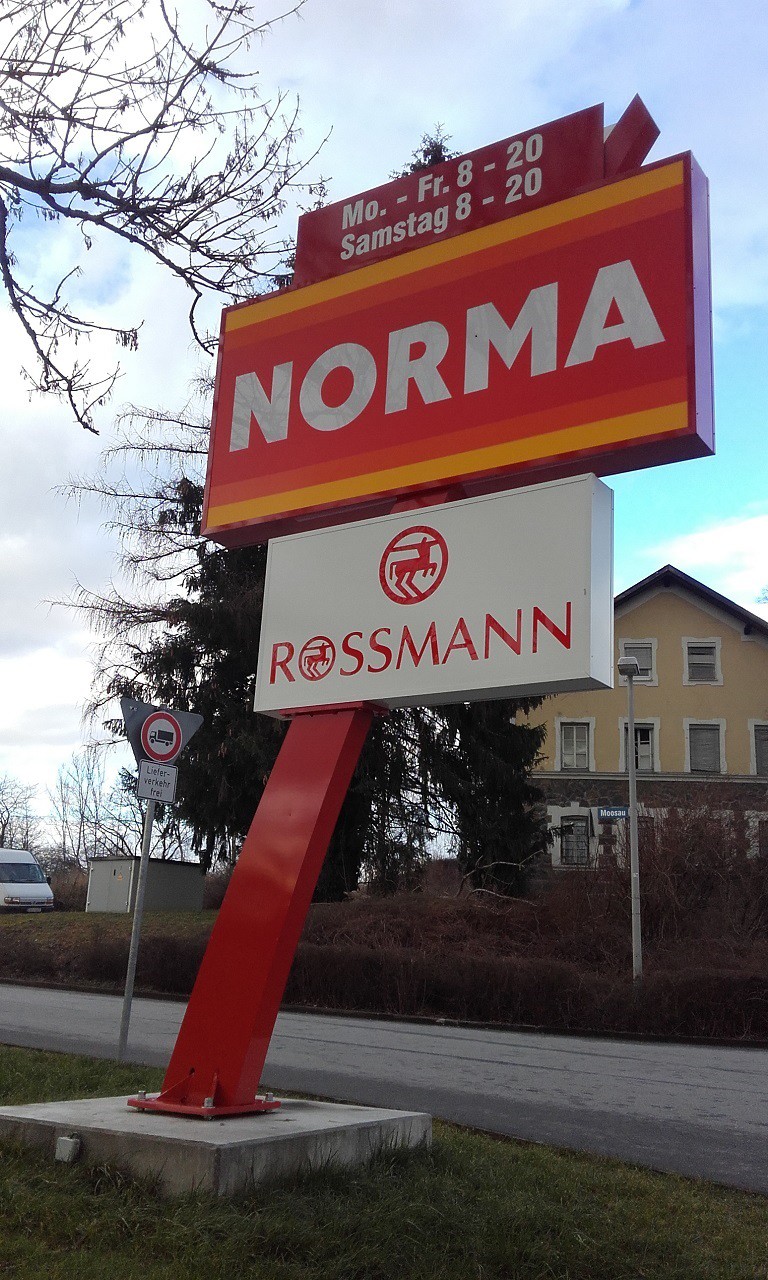 Mo. - Fr. 8 - 20
Samstag 8 - 20
NORMA
ROSSMANN
Liefer-
verkehr
frei
Moosau